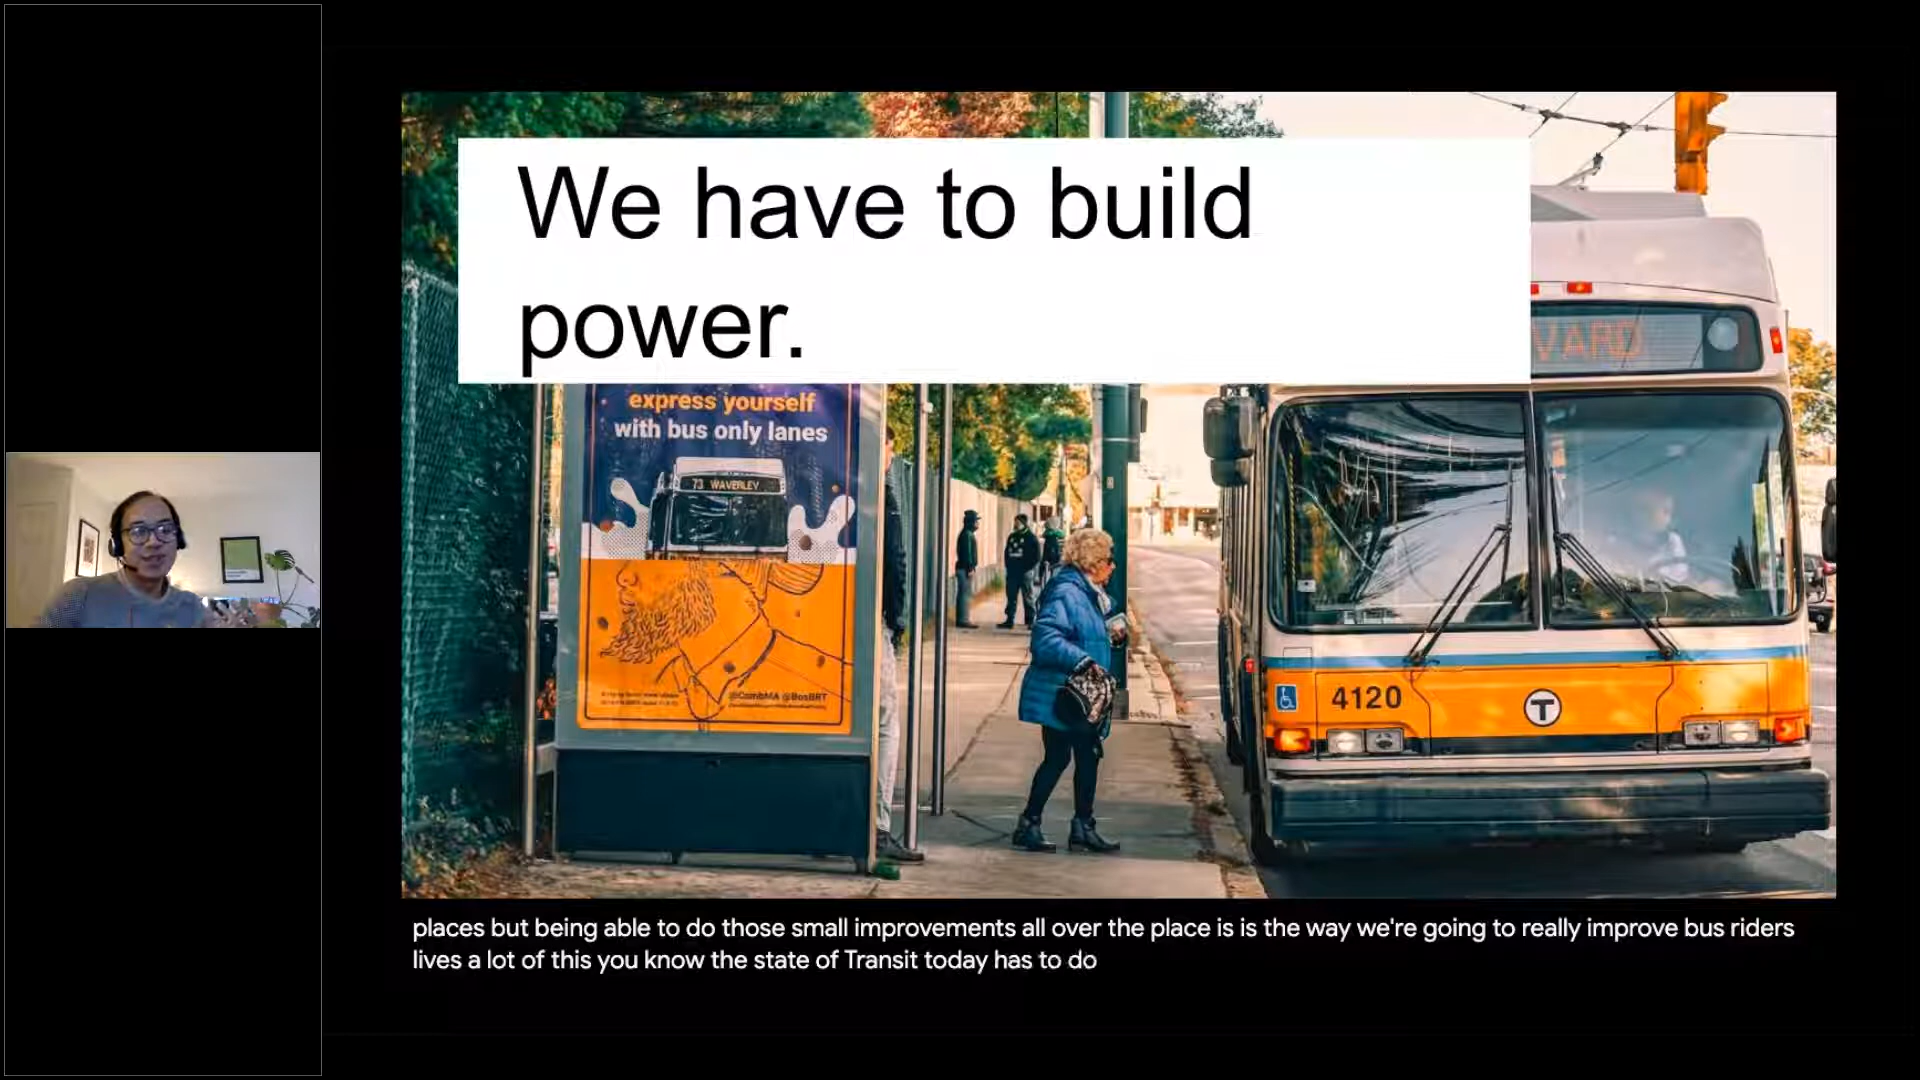 We have to build
power.
VARD
express yourself
with bus only lanes
73 WAVERLEY
@CambMA @BosBRT
4120
T
places but being able to do those small improvements all over the place is is the way we're going to really improve bus riders
lives a lot of this you know the state of Transit today has to do